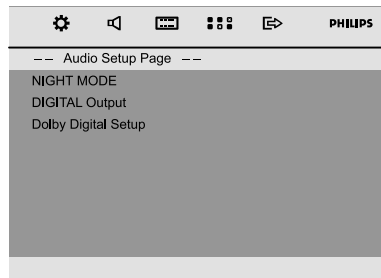 PHILIPS
-- Audio Setup Page --
NIGHT MODE
DIGITAL Output
Dolby Digital Setup